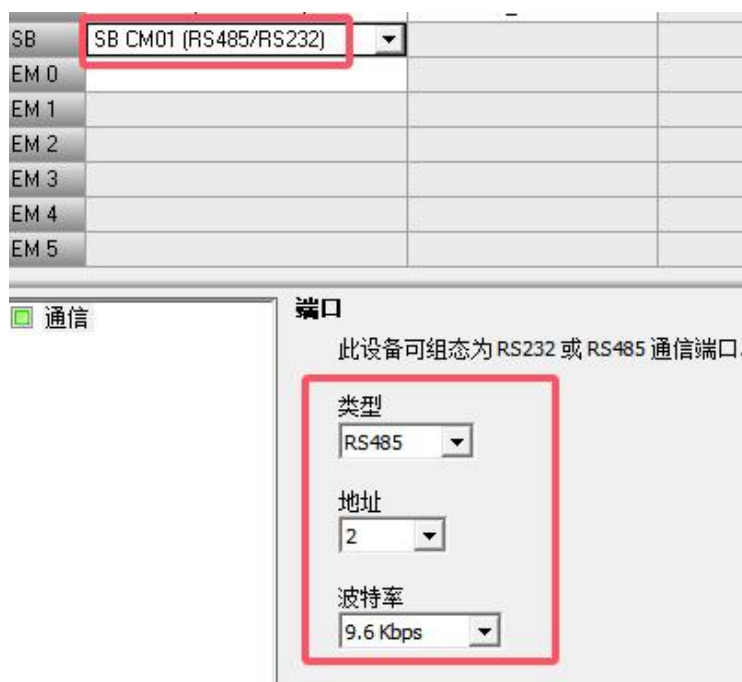 SB SB CM01 (RS485/RS232)
EM 0
EM 1
EM 2
EM 3
EM 4
EM 5
通信
端口
此设备可组态为 RS232 或 RS485 通信端口.
类型
RS485
地址
2
波特率
9.6 Kbps